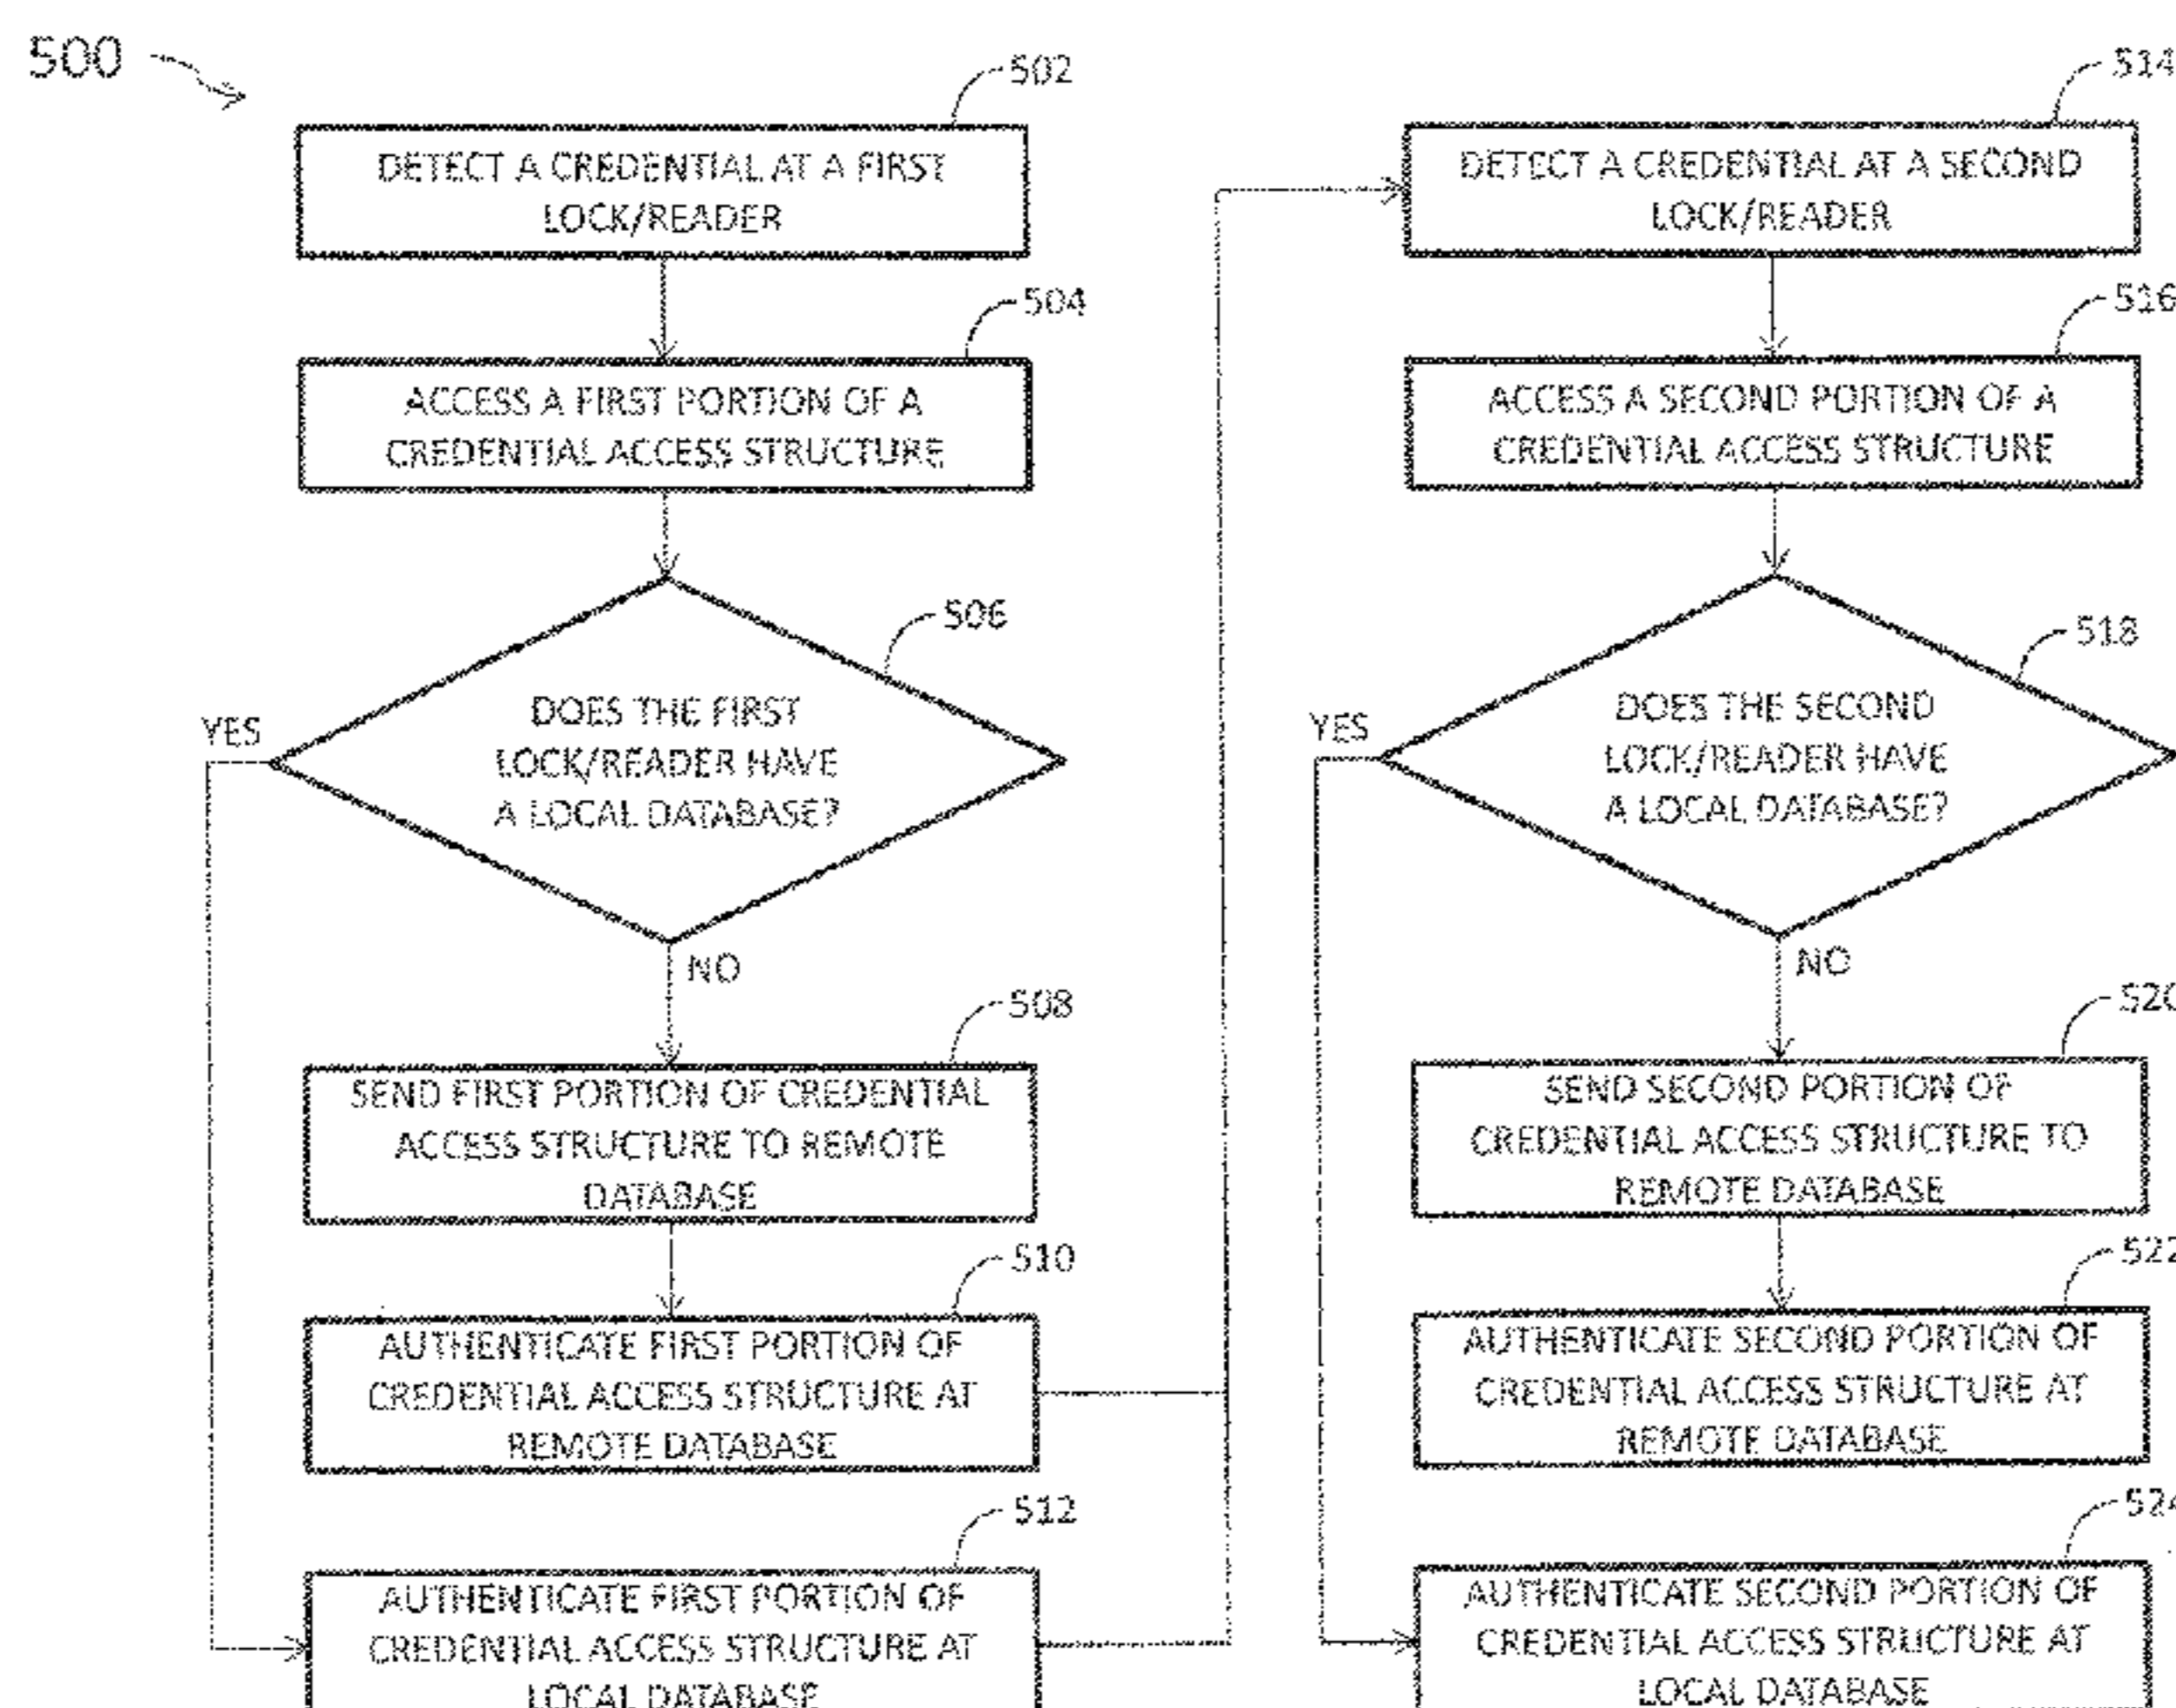 500
502
DETECT A CREDENTIAL AT A FIRST
LOCK/READER
504
ACCESS A FIRST PORTION OF A
CREDENTIAL ACCESS STRUCTURE
506
DOES THE FIRST
LOCK/READER HAVE
A LOCAL DATABASE?
YES
NO
508
SEND FIRST PORTION OF CREDENTIAL
ACCESS STRUCTURE TO REMOTE
DATABASE
510
AUTHENTICATE FIRST PORTION OF
CREDENTIAL ACCESS STRUCTURE AT
REMOTE DATABASE
512
AUTHENTICATE FIRST PORTION OF
CREDENTIAL ACCESS STRUCTURE AT
LOCAL DATABASE
514
DETECT A CREDENTIAL AT A SECOND
LOCK/READER
516
ACCESS A SECOND PORTION OF A
CREDENTIAL ACCESS STRUCTURE
518
DOES THE SECOND
LOCK/READER HAVE
A LOCAL DATABASE?
YES
NO
520
SEND SECOND PORTION OF
CREDENTIAL ACCESS STRUCTURE TO
REMOTE DATABASE
522
AUTHENTICATE SECOND PORTION OF
CREDENTIAL ACCESS STRUCTURE AT
REMOTE DATABASE
524
AUTHENTICATE SECOND PORTION OF
CREDENTIAL ACCESS STRUCTURE AT
LOCAL DATABASE